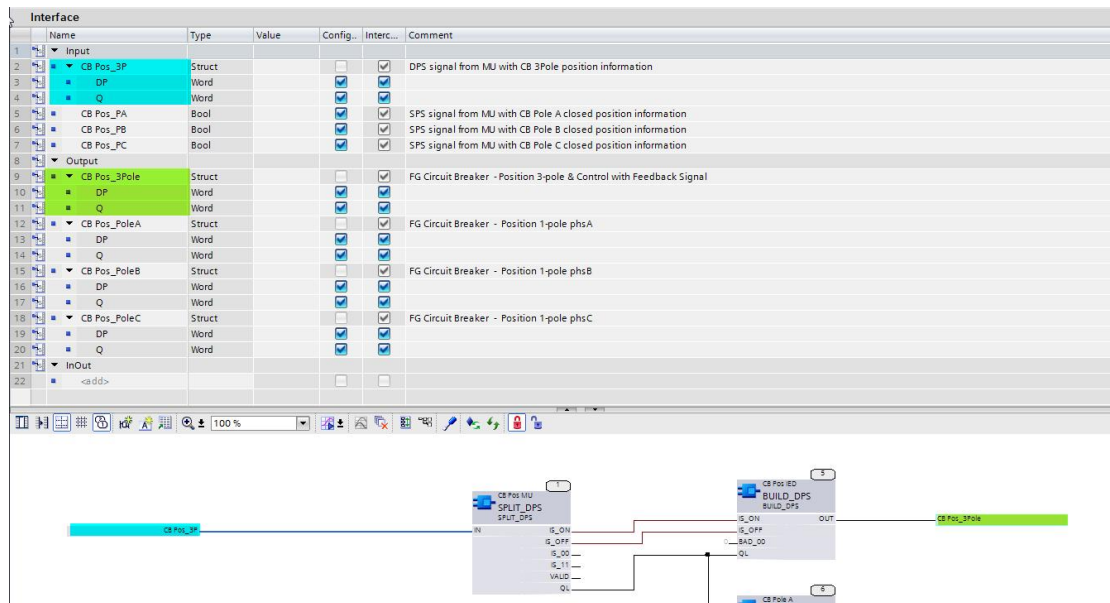 Interface
Name Type Value Config.. Interc... Comment
1 Input
2 CB Pos_3P Struct DPS signal from MU with CB 3Pole position information
3 DP Word
4 Q Word
5 CB Pos_PA Bool SPS signal from MU with CB Pole A closed position information
6 CB Pos_PB Bool SPS signal from MU with CB Pole B closed position information
7 CB Pos_PC Bool SPS signal from MU with CB Pole C closed position information
8 Output
9 CB Pos_3Pole Struct FG Circuit Breaker - Position 3-pole & Control with Feedback Signal
10 DP Word
11 Q Word
12 CB Pos_PoleA Struct FG Circuit Breaker - Position 1-pole phsA
13 DP Word
14 Q Word
15 CB Pos_PoleB Struct FG Circuit Breaker - Position 1-pole phsB
16 DP Word
17 Q Word
18 CB Pos_PoleC Struct FG Circuit Breaker - Position 1-pole phsC
19 DP Word
20 Q Word
21 InOut
22 <add>
100 %
5
CB Pos IED
BUILD_DPS
BUILD_DPS
1
CB Pos MU
SPLIT_DPS
SPLIT_DPS
IS_ON OUT CB Pos_3Pole
CB Pos_3P IN IS_ON IS_OFF
IS_OFF BAD_00
IS_00 QL
IS_11
VALID
QL
6
CB Pole A